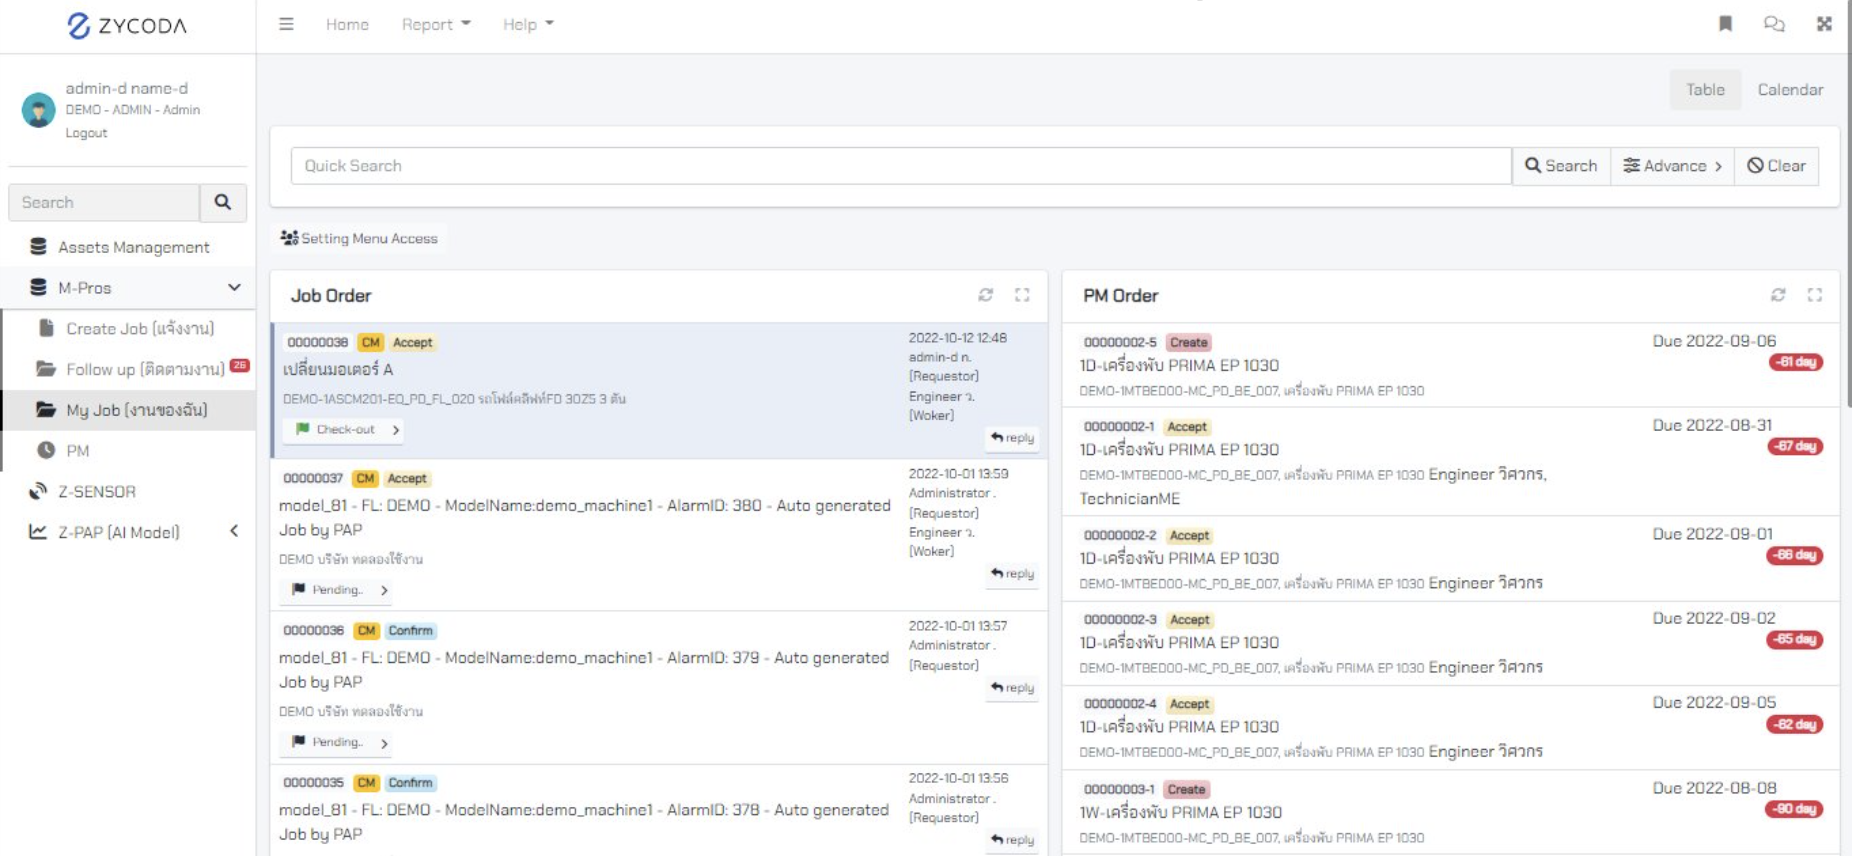 ZYCODA
Home
Report
Help
admin-d name-d
DEMO - ADMIN - Admin
Logout
Table
Calendar
Quick Search
Search
Advance
Clear
Search
Assets Management
M-Pros
Create Job (แจ้งงาน)
Follow up (ติดตามงาน) 26
My Job (งานของฉัน)
PM
Z-SENSOR
Z-PAP (AI Model)
Setting Menu Access
Job Order
00000038 CM Accept
2022-10-12 12:48
เปลี่ยนมอเตอร์ A
admin-d n.
(Requestor)
DEMO-1ASCM201-EQ_PD_FL_020 รถโฟล์คลิฟท์FD 30Z5 3 ตัน
Engineer ว.
(Woker)
Check-out
reply
00000037 CM Accept
2022-10-01 13:59
model_81 - FL: DEMO - ModelName:demo_machine1 - AlarmID: 380 - Auto generated
Job by PAP
Administrator .
(Requestor)
Engineer ว.
(Woker)
DEMO บริษัท ทดลองใช้งาน
Pending..
reply
00000036 CM Confirm
2022-10-01 13:57
model_81 - FL: DEMO - ModelName:demo_machine1 - AlarmID: 379 - Auto generated
Job by PAP
Administrator .
(Requestor)
DEMO บริษัท ทดลองใช้งาน
Pending..
reply
00000035 CM Confirm
2022-10-01 13:56
model_81 - FL: DEMO - ModelName:demo_machine1 - AlarmID: 378 - Auto generated
Job by PAP
Administrator .
(Requestor)
reply
PM Order
00000002-5 Create
Due 2022-09-06
1D-เครื่องพับ PRIMA EP 1030
-61 day
DEMO-1MTBED00-MC_PD_BE_007, เครื่องพับ PRIMA EP 1030
00000002-1 Accept
Due 2022-08-31
1D-เครื่องพับ PRIMA EP 1030
-67 day
DEMO-1MTBED00-MC_PD_BE_007, เครื่องพับ PRIMA EP 1030 Engineer วิศวกร,
TechnicianME
00000002-2 Accept
Due 2022-09-01
1D-เครื่องพับ PRIMA EP 1030
-66 day
DEMO-1MTBED00-MC_PD_BE_007, เครื่องพับ PRIMA EP 1030 Engineer วิศวกร
00000002-3 Accept
Due 2022-09-02
1D-เครื่องพับ PRIMA EP 1030
-65 day
DEMO-1MTBED00-MC_PD_BE_007, เครื่องพับ PRIMA EP 1030 Engineer วิศวกร
00000002-4 Accept
Due 2022-09-05
1D-เครื่องพับ PRIMA EP 1030
-62 day
DEMO-1MTBED00-MC_PD_BE_007, เครื่องพับ PRIMA EP 1030 Engineer วิศวกร
00000003-1 Create
Due 2022-08-08
1W-เครื่องพับ PRIMA EP 1030
-90 day
DEMO-1MTBED00-MC_PD_BE_007, เครื่องพับ PRIMA EP 1030